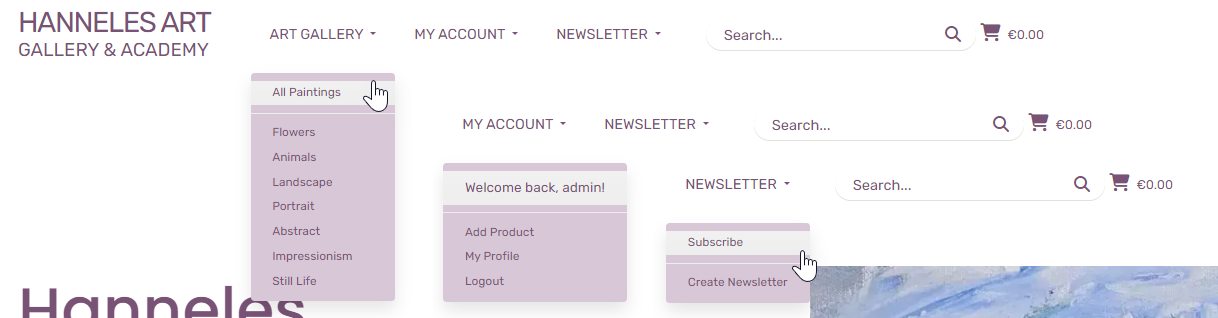 HANNELES ART
GALLERY & ACADEMY
ART GALLERY
MY ACCOUNT
NEWSLETTER
Search...
€0.00
All Paintings
Flowers
Animals
Landscape
Portrait
Abstract
Impressionism
Still Life
MY ACCOUNT
NEWSLETTER
Search...
€0.00
Welcome back, admin!
Add Product
My Profile
Logout
NEWSLETTER
Search...
€0.00
Subscribe
Create Newsletter
Hanneles